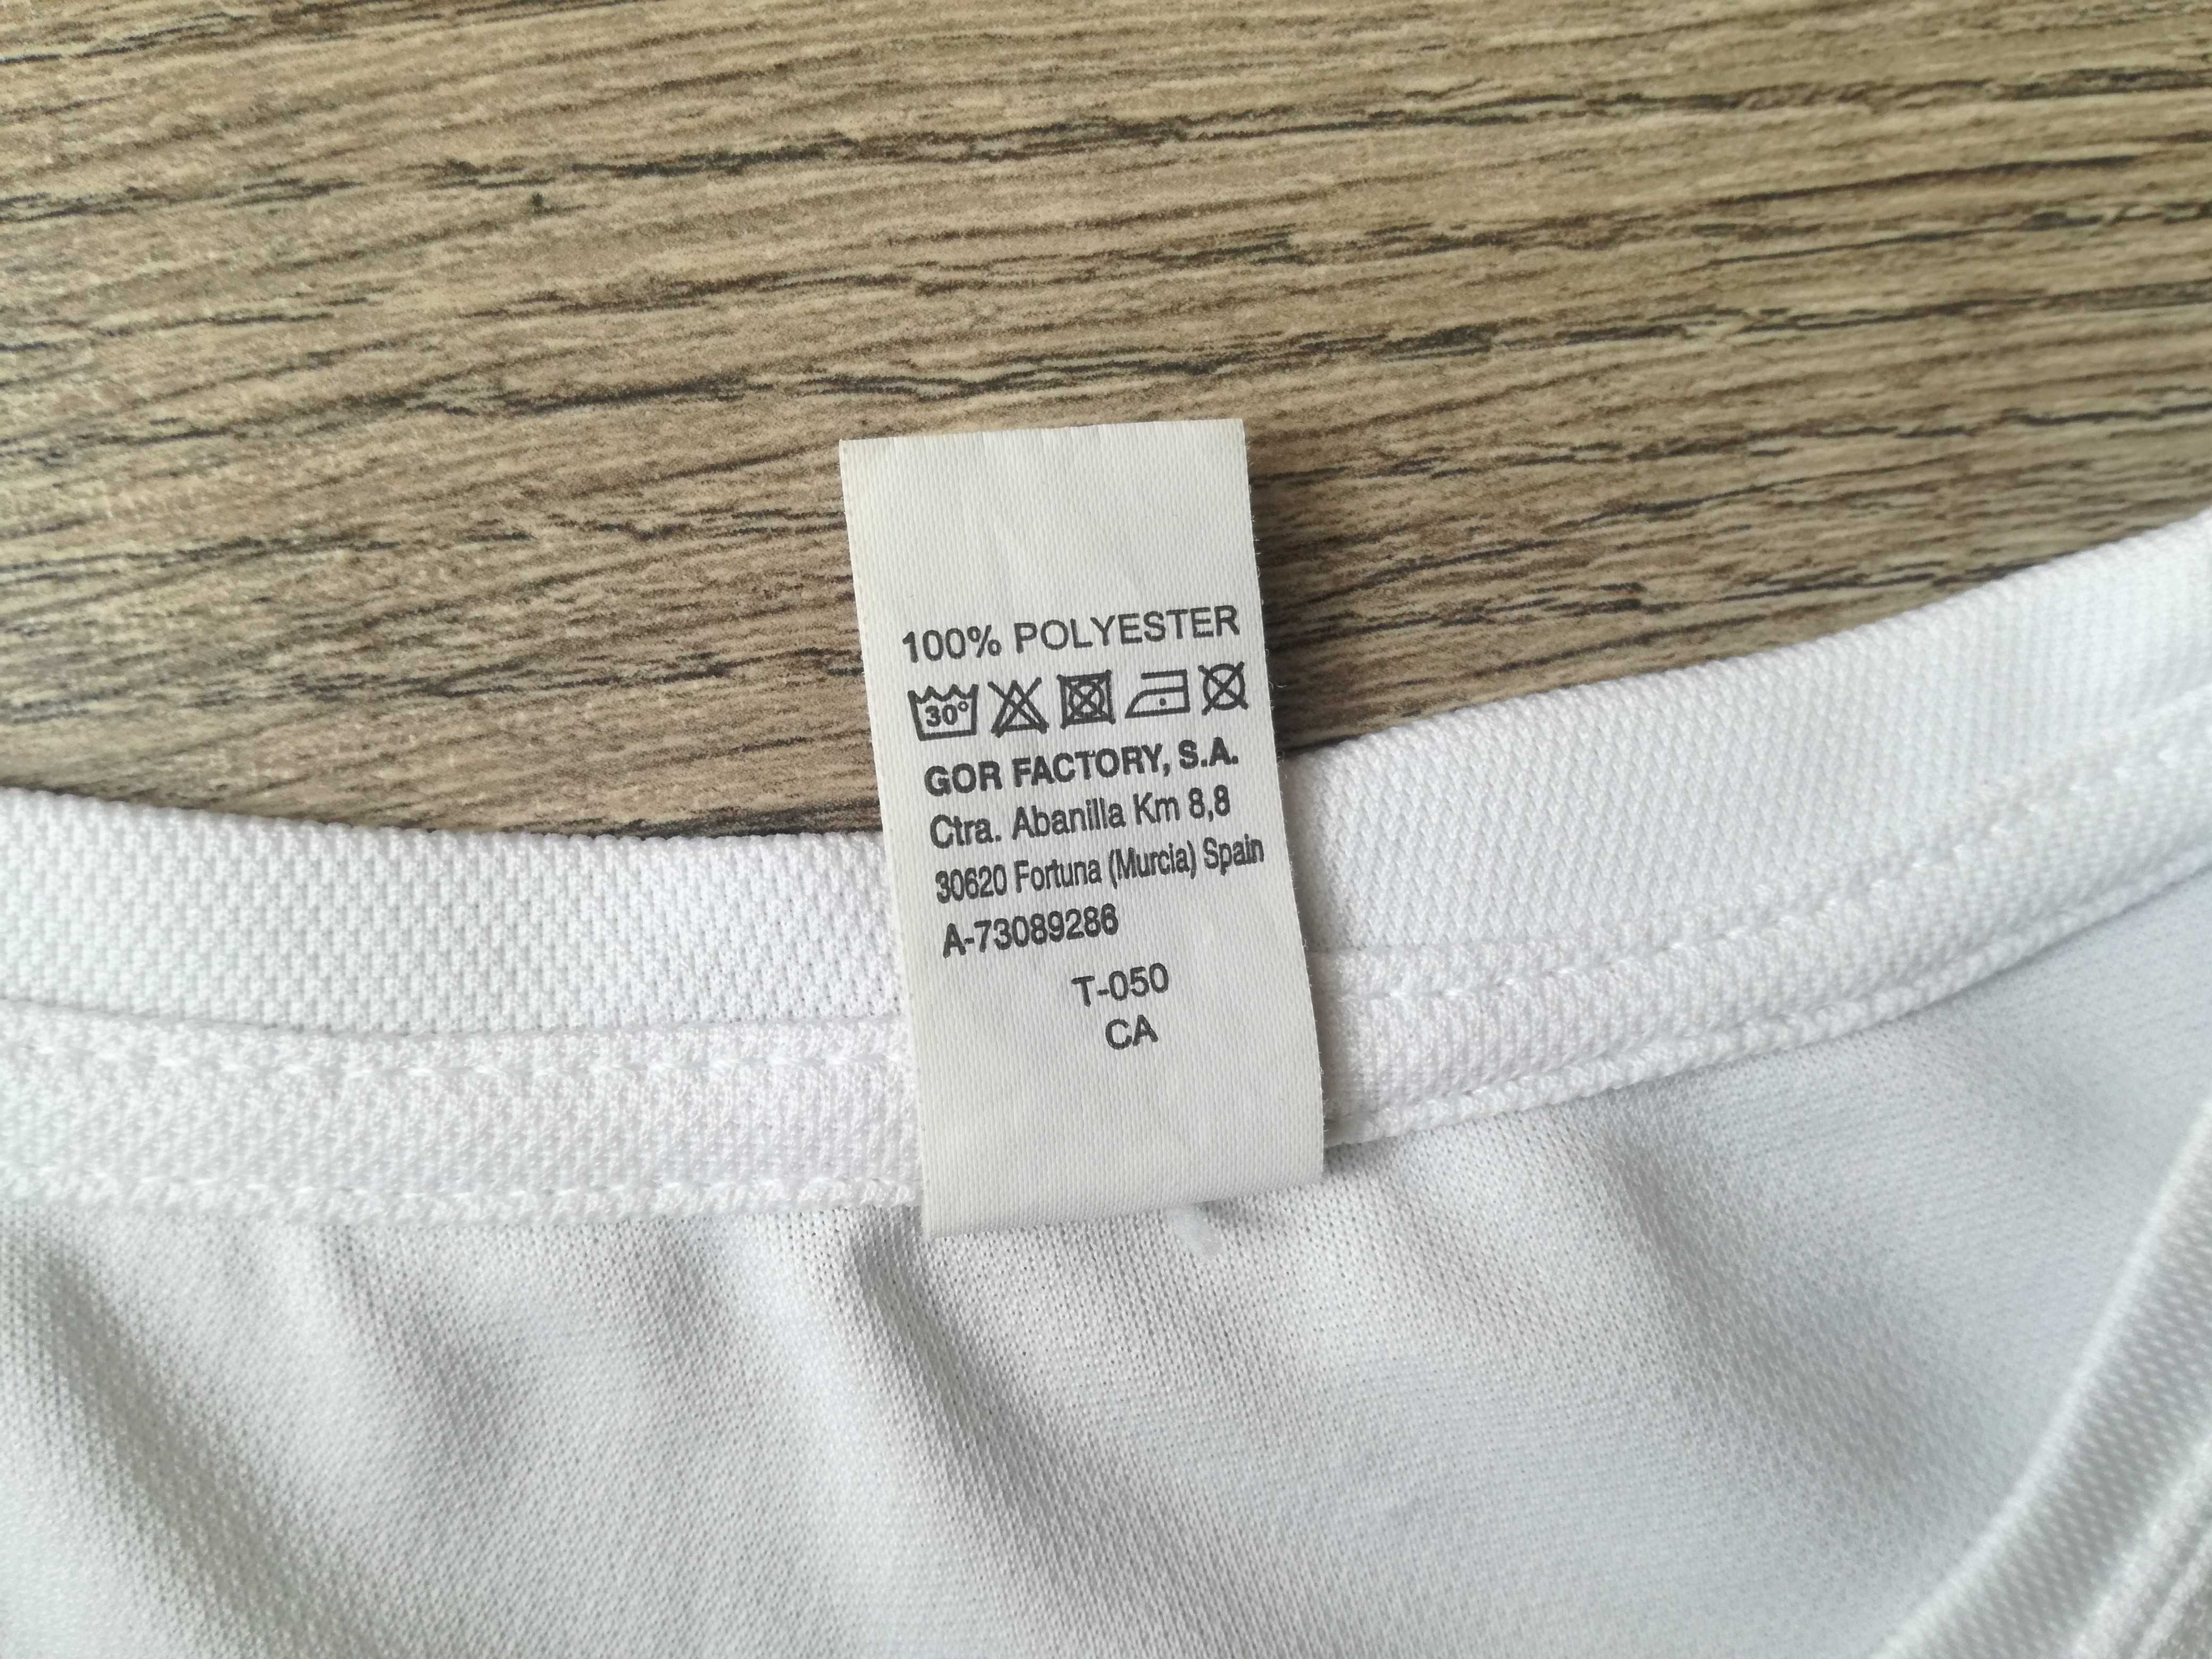 100% POLYESTER
30°
GOR FACTORY, S.A.
Ctra. Abanilla Km 8,8
30620 Fortuna (Murcia) Spain
A-73089286
T-050
CA